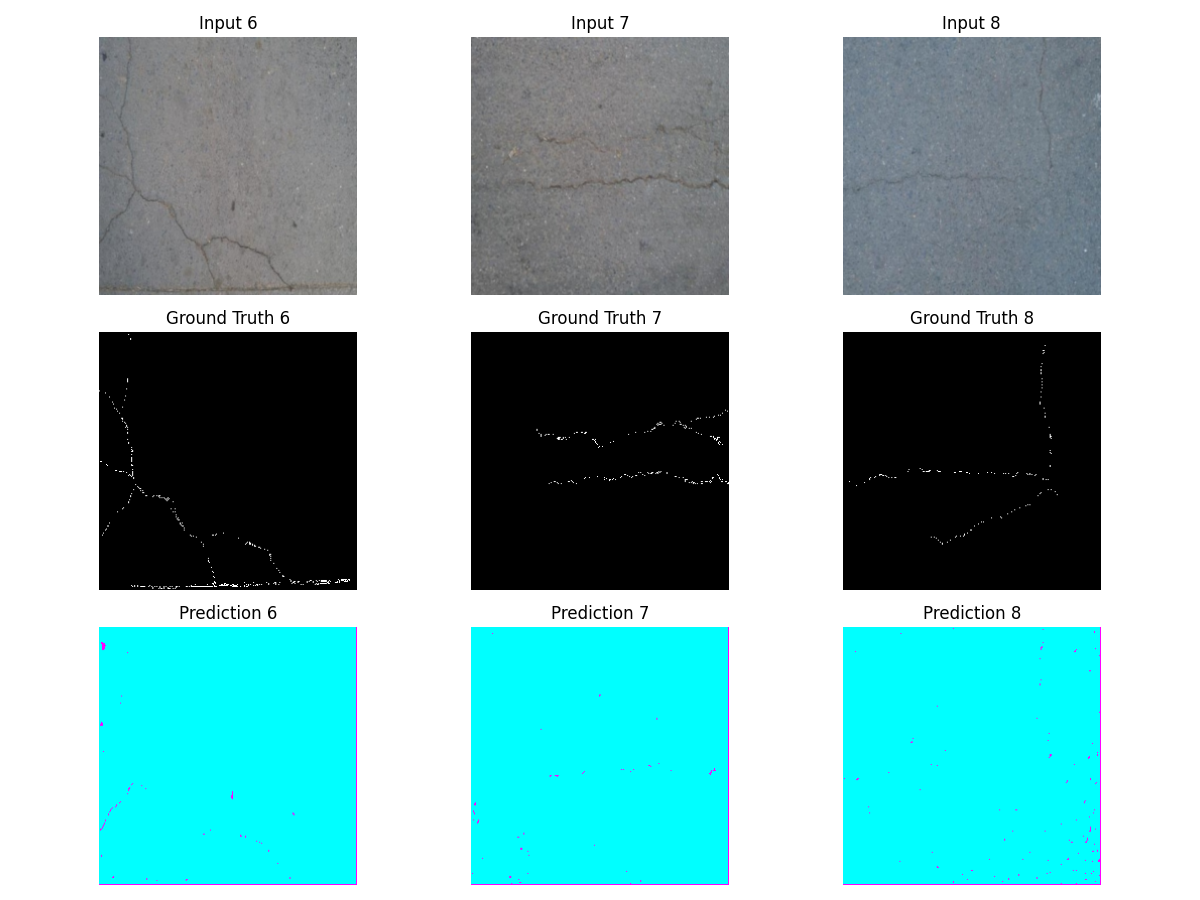 Input 6
Input 7
Input 8
Ground Truth 6
Ground Truth 7
Ground Truth 8
Prediction 6
Prediction 7
Prediction 8